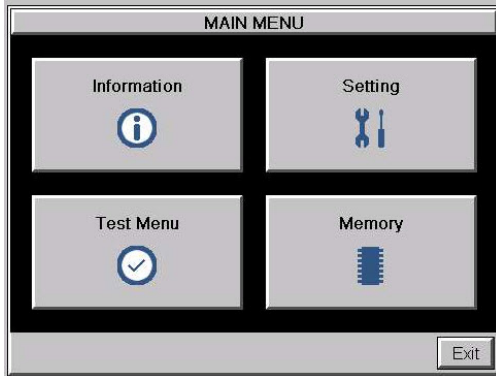 MAIN MENU
Information
Setting
Test Menu
Memory
Exit